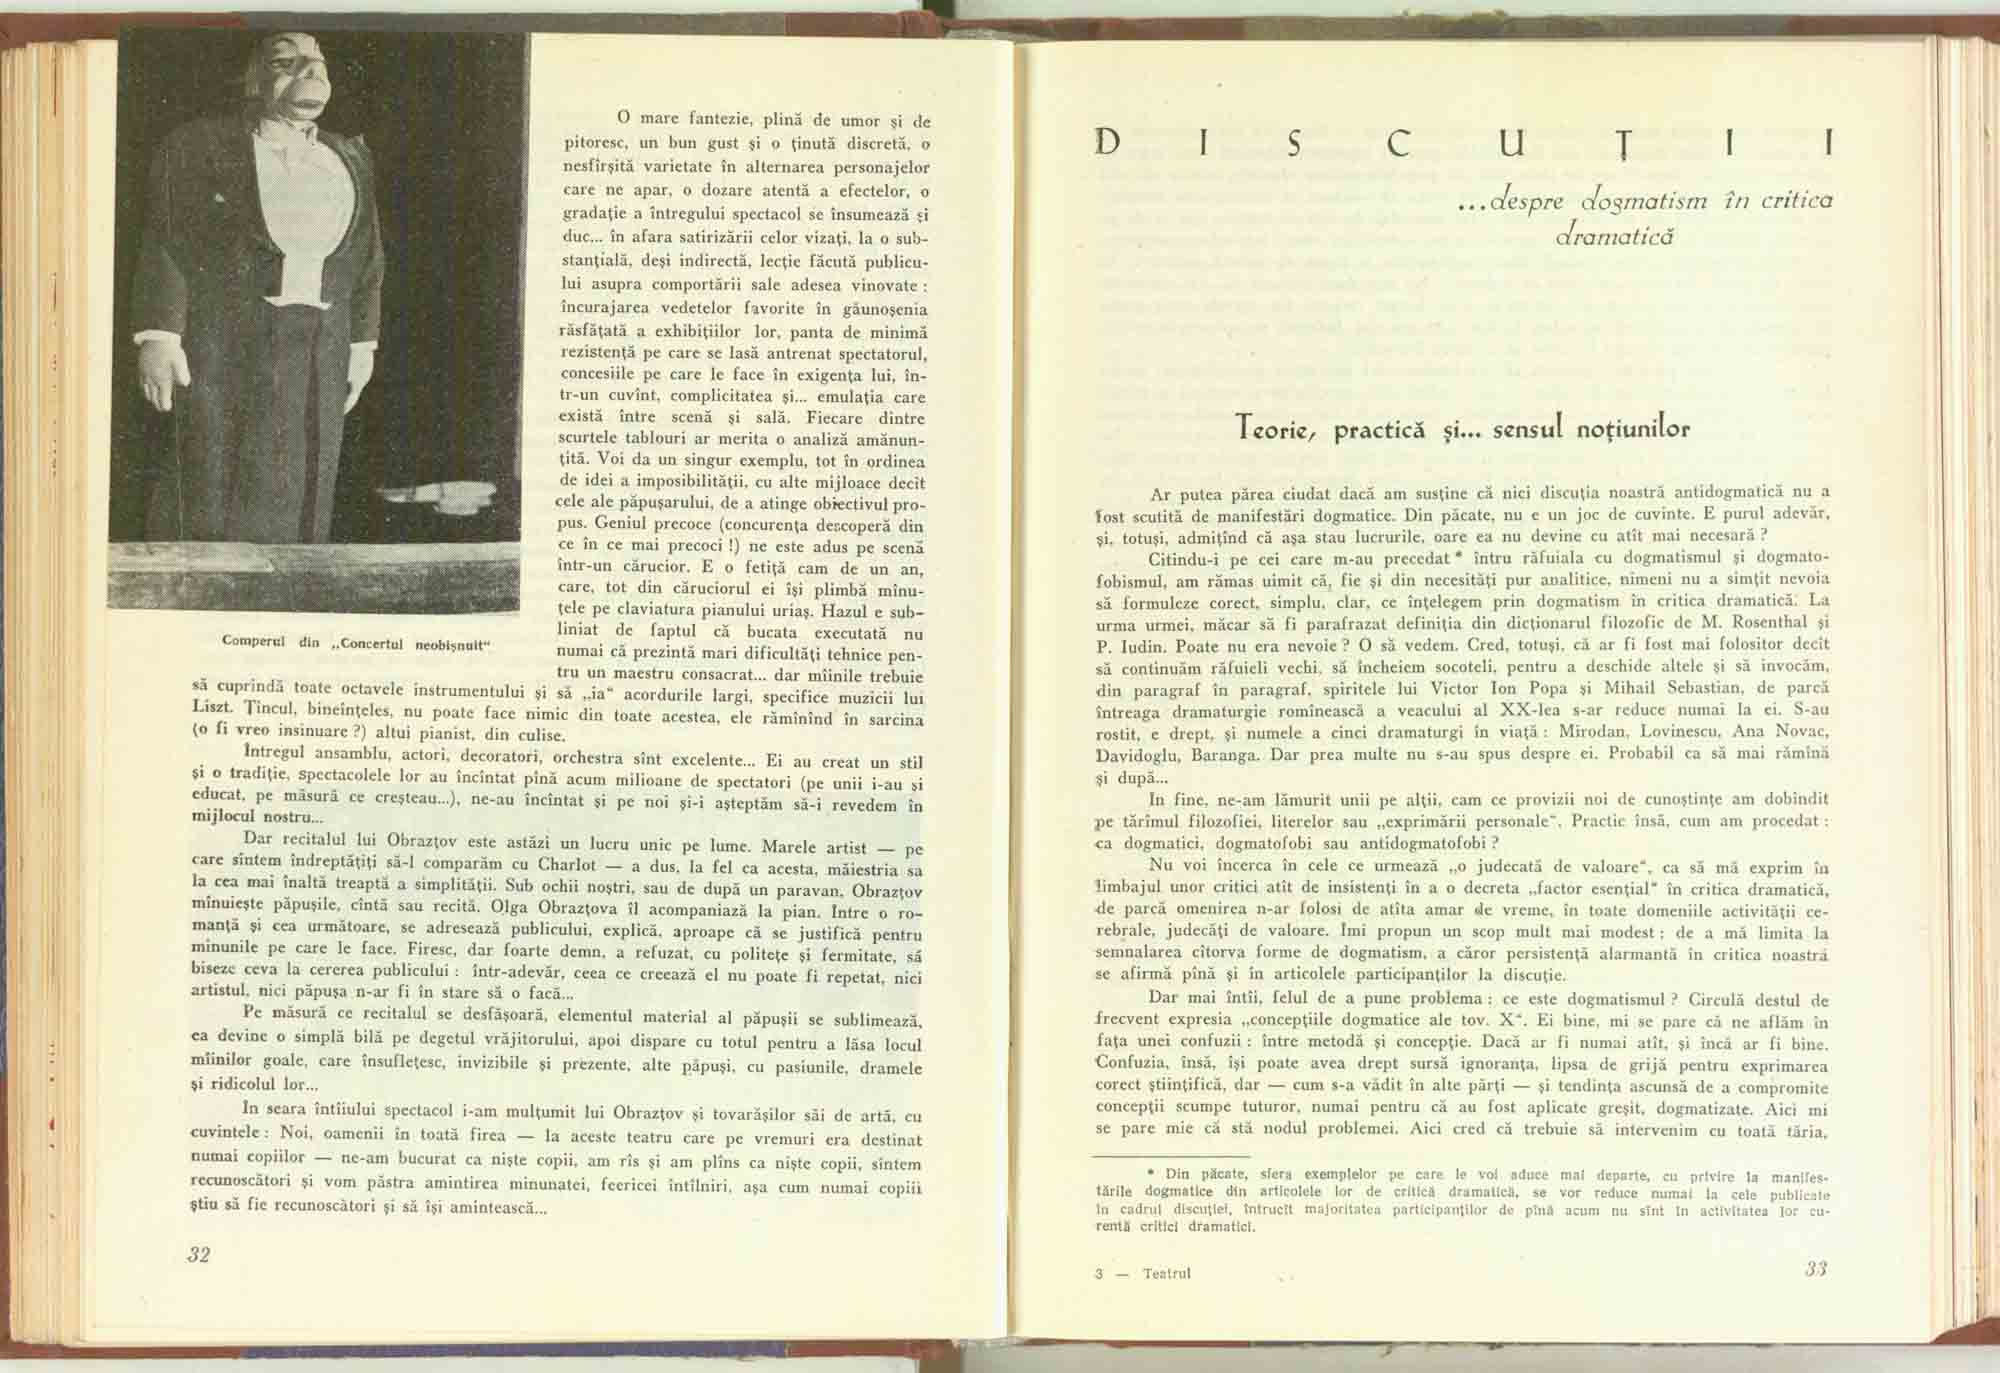 O mare fantezie, plină de umor și de
pitoresc, un bun gust și o ținută discretă, o
nesfîrșită varietate în alternarea personajelor
care ne apar, o dozare atentă a efectelor, o
gradație a întregului spectacol se însumează și
duc... în afara satirizării celor vizați, la o sub-
stanțială, deși indirectă, lecție făcută publicu-
lui asupra comportării sale adesea vinovate :
încurajarea vedetelor favorite în găunoșenia
răsfățată a exhibițiilor lor, panta de minimă
rezistență pe care se lasă antrenat spectatorul,
concesiile pe care le face în exigența lui, în-
tr-un cuvînt, complicitatea și... emulația care
există între scenă și sală. Fiecare dintre
scurtele tablouri ar merita o analiză amănun-
țită. Voi da un singur exemplu, tot în ordinea
de idei a imposibilității, cu alte mijloace decît
cele ale păpușarului, de a atinge obiectivul pro-
pus. Geniul precoce (concurența descoperă din
ce în ce mai precoci !) ne este adus pe scenă
într-un cărucior. E o fetiță cam de un an,
care, tot din căruciorul ei își plimbă mînu-
țele pe claviatura pianului uriaș. Hazul e sub-
liniat de faptul că bucata executată nu
numai că prezintă mari dificultăți tehnice pen-
tru un maestru consacrat... dar mîinile trebuie
să cuprindă toate octavele instrumentului și să „ia" acordurile largi, specifice muzicii lui
Liszt. Țincul, bineînțeles, nu poate face nimic din toate acestea, ele rămînînd în sarcina
(o fi vreo insinuare ?) altui pianist, din culise.
Comperul din „Concertul neobișnuit"
Întregul ansamblu, actori, decoratori, orchestra sînt excelente... Ei au creat un stil
și o tradiție, spectacolele lor au încîntat pînă acum milioane de spectatori (pe unii i-au și
educat, pe măsură ce creșteau...), ne-au încîntat și pe noi și-i așteptăm să-i revedem în
mijlocul nostru...
Dar recitalul lui Obrazțov este astăzi un lucru unic pe lume. Marele artist — pe
care sîntem îndreptățiți să-l comparăm cu Charlot — a dus, la fel ca acesta, măiestria sa
la cea mai înaltă treaptă a simplității. Sub ochii noștri, sau de după un paravan, Obrazțov
mînuiește păpușile, cîntă sau recită. Olga Obrazțova îl acompaniază la pian. Între o ro-
manță și cea următoare, se adresează publicului, explică, aproape că se justifică pentru
minunile pe care le face. Firesc, dar foarte demn, a refuzat, cu politețe și fermitate, să
biseze ceva la cererea publicului : într-adevăr, ceea ce creează el nu poate fi repetat, nici
artistul, nici păpușa n-ar fi în stare să o facă...
Pe măsură ce recitalul se desfășoară, elementul material al păpușii se sublimează,
ea devine o simplă bilă pe degetul vrăjitorului, apoi dispare cu totul pentru a lăsa locul
mîinilor goale, care însuflețesc, invizibile și prezente, alte păpuși, cu pasiunile, dramele
și ridicolul lor...
In seara întîiului spectacol i-am mulțumit lui Obrazțov și tovarășilor săi de artă, cu
cuvintele : Noi, oamenii în toată firea — la aceste teatru care pe vremuri era destinat
numai copiilor — ne-am bucurat ca niște copii, am rîs și am plîns ca niște copii, sîntem
recunoscători și vom păstra amintirea minunatei, feericei întîlniri, așa cum numai copiii
știu să fie recunoscători și să își amintească...
32
DISCUȚII
...despre dogmatism în critica
dramatică
Teorie, practică și... sensul noțiunilor
Ar putea părea ciudat dacă am susține că nici discuția noastră antidogmatică nu a
fost scutită de manifestări dogmatice. Din păcate, nu e un joc de cuvinte. E purul adevăr,
și, totuși, admițînd că așa stau lucrurile, oare ea nu devine cu atît mai necesară ?
Citindu-i pe cei care m-au precedat * întru răfuiala cu dogmatismul și dogmato-
fobismul, am rămas uimit că, fie și din necesități pur analitice, nimeni nu a simțit nevoia
să formuleze corect, simplu, clar, ce înțelegem prin dogmatism în critica dramatică. La
urma urmei, măcar să fi parafrazat definiția din dicționarul filozofic de M. Rosenthal și
P. Iudin. Poate nu era nevoie ? O să vedem. Cred, totuși, că ar fi fost mai folositor decît
să continuăm răfuieli vechi, să încheiem socoteli, pentru a deschide altele și să invocăm,
din paragraf în paragraf, spiritele lui Victor Ion Popa și Mihail Sebastian, de parcă
întreaga dramaturgie romînească a veacului al XX-lea s-ar reduce numai la ei. S-au
rostit, e drept, și numele a cinci dramaturgi în viață : Mirodan, Lovinescu, Ana Novac,
Davidoglu, Baranga. Dar prea multe nu s-au spus despre ei. Probabil ca să mai rămînă
și după...
In fine, ne-am lămurit unii pe alții, cam ce provizii noi de cunoștințe am dobîndit
pe tărîmul filozofiei, literelor sau „exprimării personale". Practic însă, cum am procedat :
ca dogmatici, dogmatofobi sau antidogmatofobi ?
Nu voi încerca în cele ce urmează „o judecată de valoare", ca să mă exprim în
limbajul unor critici atît de insistenți în a o decreta „factor esențial" în critica dramatică,
de parcă omenirea n-ar folosi de atîta amar de vreme, în toate domeniile activității ce-
rebrale, judecăți de valoare. Imi propun un scop mult mai modest : de a mă limita la
semnalarea cîtorva forme de dogmatism, a căror persistență alarmantă în critica noastră
se afirmă pînă și în articolele participanților la discuție.
Dar mai întîi, felul de a pune problema : ce este dogmatismul ? Circulă destul de
frecvent expresia „concepțiile dogmatice ale tov. X". Ei bine, mi se pare că ne aflăm în
fața unei confuzii : între metodă și concepție. Dacă ar fi numai atît, și încă ar fi bine.
Confuzia, însă, își poate avea drept sursă ignoranța, lipsa de grijă pentru exprimarea
corect științifică, dar — cum s-a vădit în alte părți — și tendința ascunsă de a compromite
concepții scumpe tuturor, numai pentru că au fost aplicate greșit, dogmatizate. Aici mi
se pare mie că stă nodul problemei. Aici cred că trebuie să intervenim cu toată tăria,
* Din păcate, sfera exemplelor pe care le voi aduce mai departe, cu privire la manifes-
tările dogmatice din articolele lor de critică dramatică, se vor reduce numai la cele publicate
în cadrul discuției, întrucît majoritatea participanților de pînă acum nu sînt în activitatea lor cu-
rentă critici dramatici.
3 — Teatrul
33